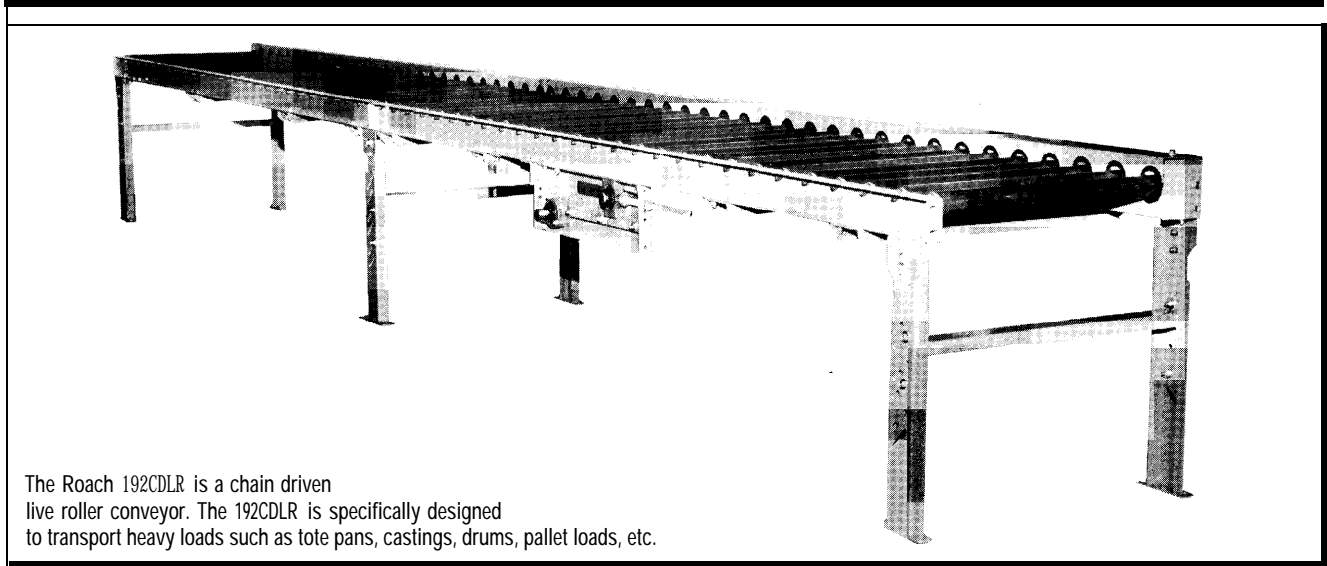 The Roach 192CDLR is a chain driven
live roller conveyor. The 192CDLR is specifically designed
to transport heavy loads such as tote pans, castings, drums, pallet loads, etc.